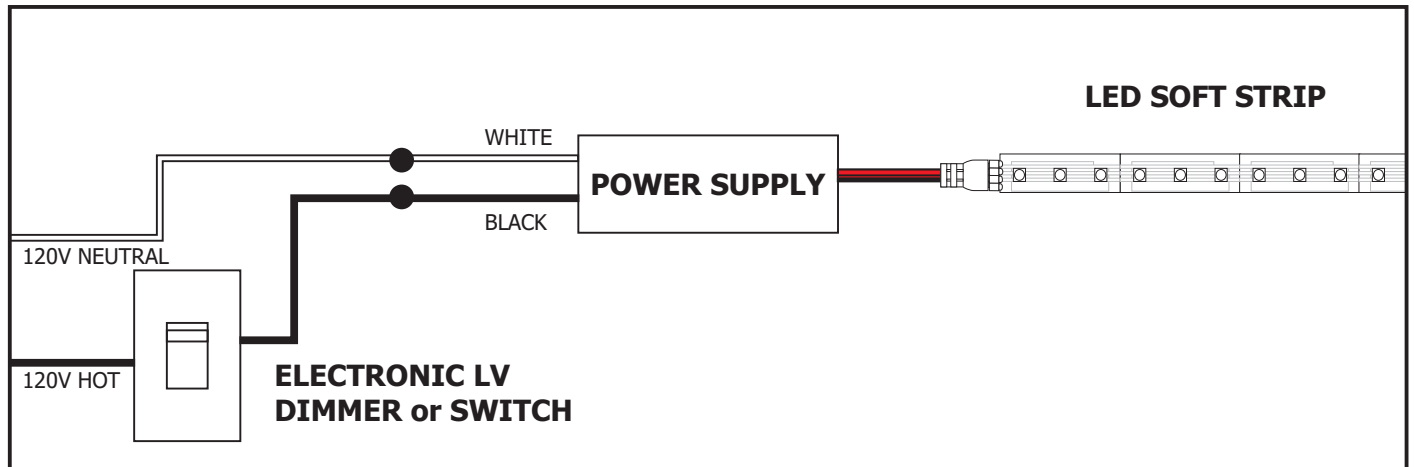 LED SOFT STRIP
WHITE
POWER SUPPLY
BLACK
120V NEUTRAL
120V HOT
ELECTRONIC LV
DIMMER or SWITCH